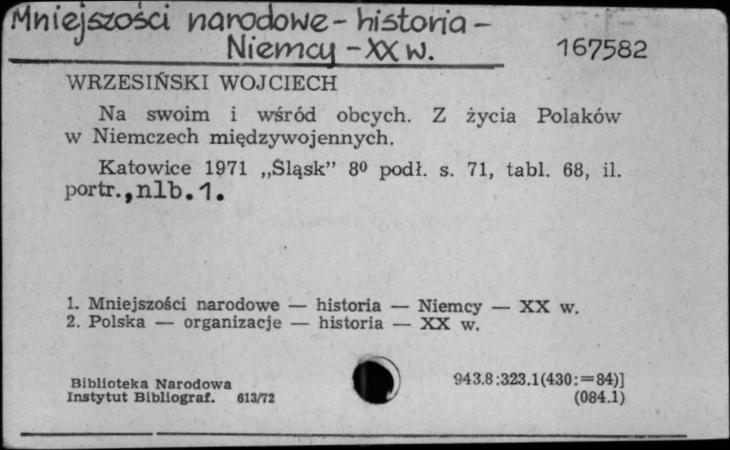 Mniejszości narodowe - historia -
Niemcy - XX w.
167582
WRZESIŃSKI WOJCIECH
Na swoim i wśród obcych. Z życia Polaków
w Niemczech międzywojennych.
Katowice 1971 „Śląsk” 8⁰ podł. s. 71, tabl. 68, il.
portr., nlb. 1.
1. Mniejszości narodowe — historia — Niemcy — XX w.
2. Polska — organizacje — historia — XX w.
Biblioteka Narodowa
Instytut Bibliograf. 613/72
943.8:323.1(430:=84)]
(084.1)